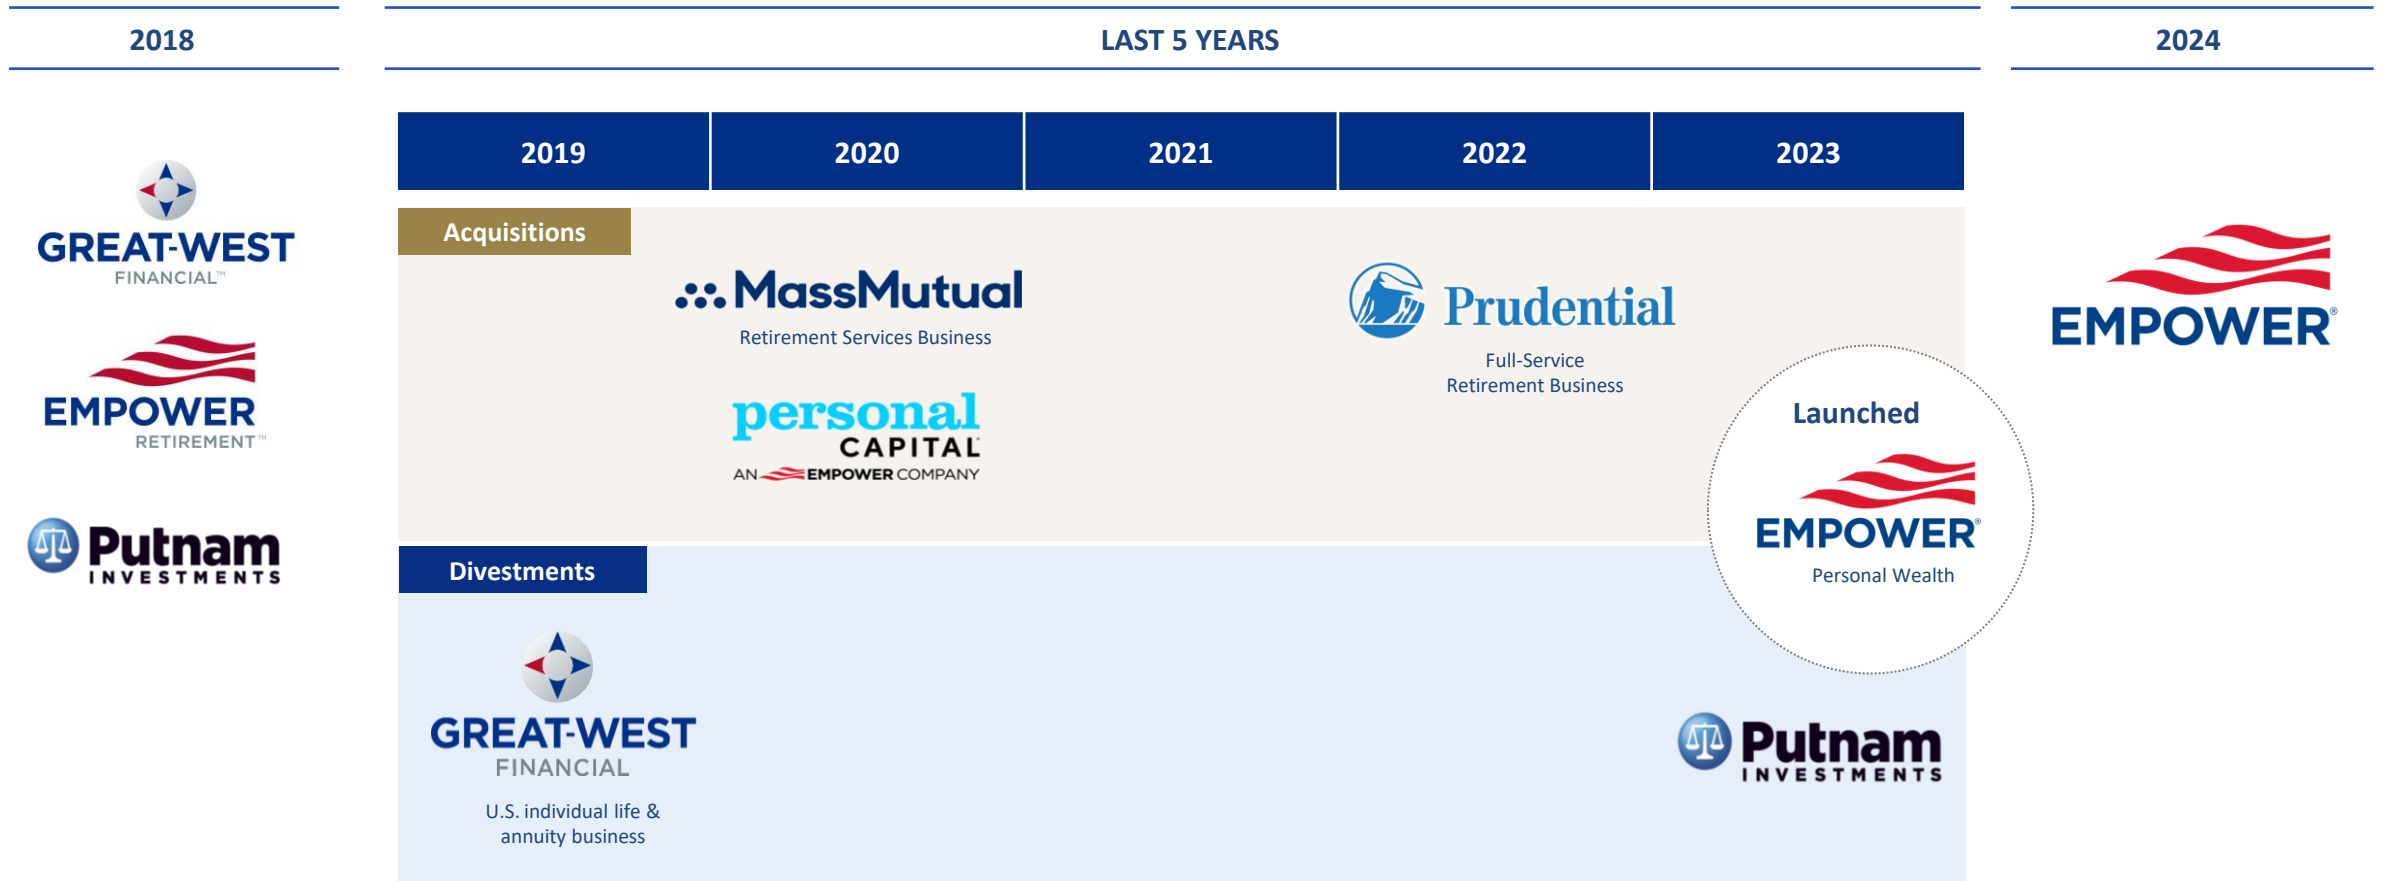 2018
LAST 5 YEARS
2024
2019
2020
2021
2022
2023
GREAT-WEST
FINANCIAL™
EMPOWER
RETIREMENT™
Putnam
INVESTMENTS
Acquisitions
MassMutual
Retirement Services Business
personal
CAPITAL
AN EMPOWER COMPANY
Prudential
Full-Service
Retirement Business
Launched
EMPOWER®
Personal Wealth
Divestments
GREAT-WEST
FINANCIAL
U.S. individual life &
annuity business
Putnam
INVESTMENTS
EMPOWER®